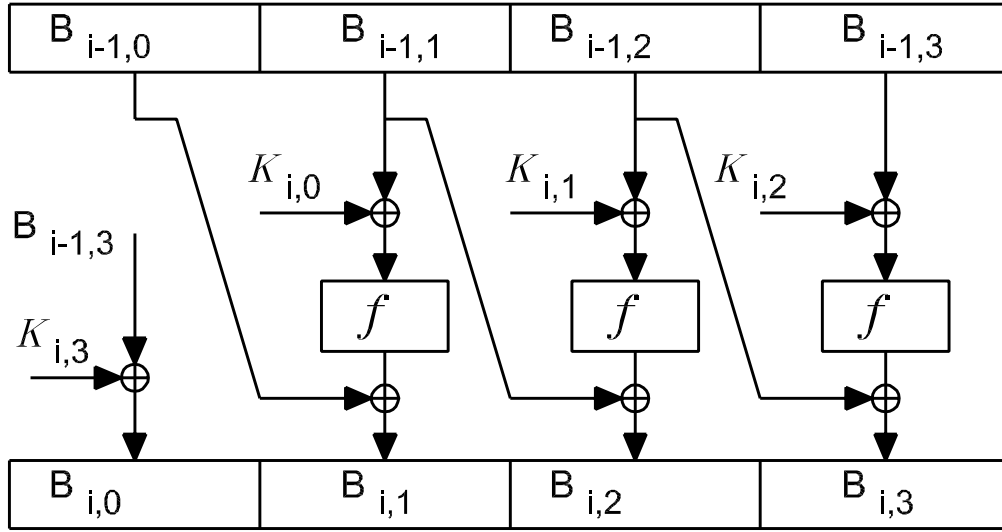 B i-1,0 B i-1,1 B i-1,2 B i-1,3
K i,0 K i,1 K i,2
B i-1,3
f f f
K i,3
B i,0 B i,1 B i,2 B i,3